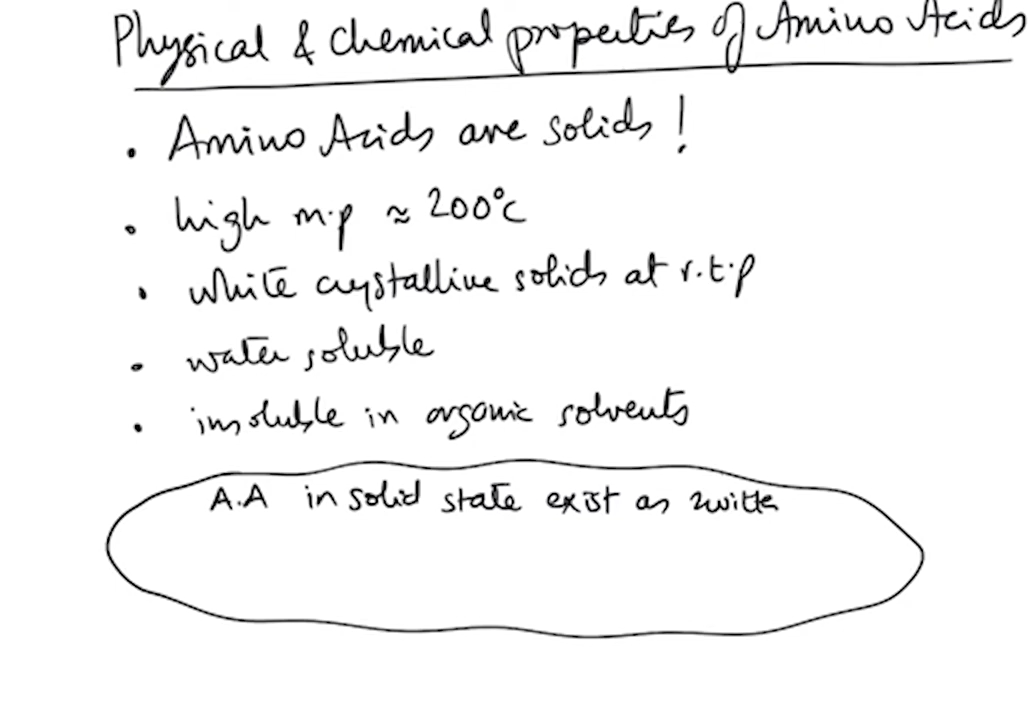 Physical & chemical properties of Amino Acids
• Amino Acids are solids !
• high m.p ≈ 200°C
• white crystalline solids at r.t.p
• water soluble
• insoluble in organic solvents
A.A in solid state exist as zwitte